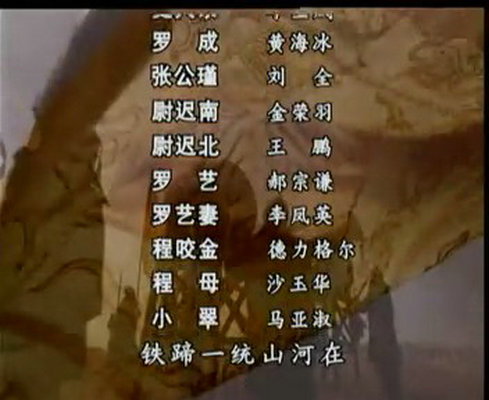 罗成 黄海冰
张公瑾 刘全
尉迟南 金荣羽
尉迟北 王鹏
罗艺 郝宗谦
罗艺妻 李凤英
程咬金 德力格尔
程母 沙玉华
小翠 马亚淑
铁蹄一统山河在